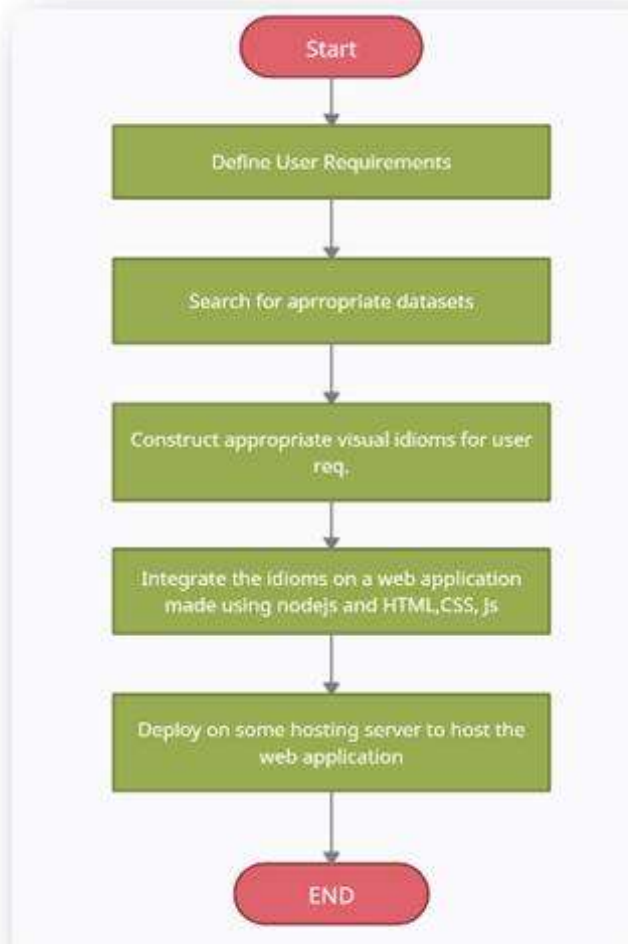 Start
Define User Requirements
Search for aprropriate datasets
Construct appropriate visual idioms for user
req.
Integrate the idioms on a web application
made using nodejs and HTML,CSS, Js
Deploy on some hosting server to host the
web application
END